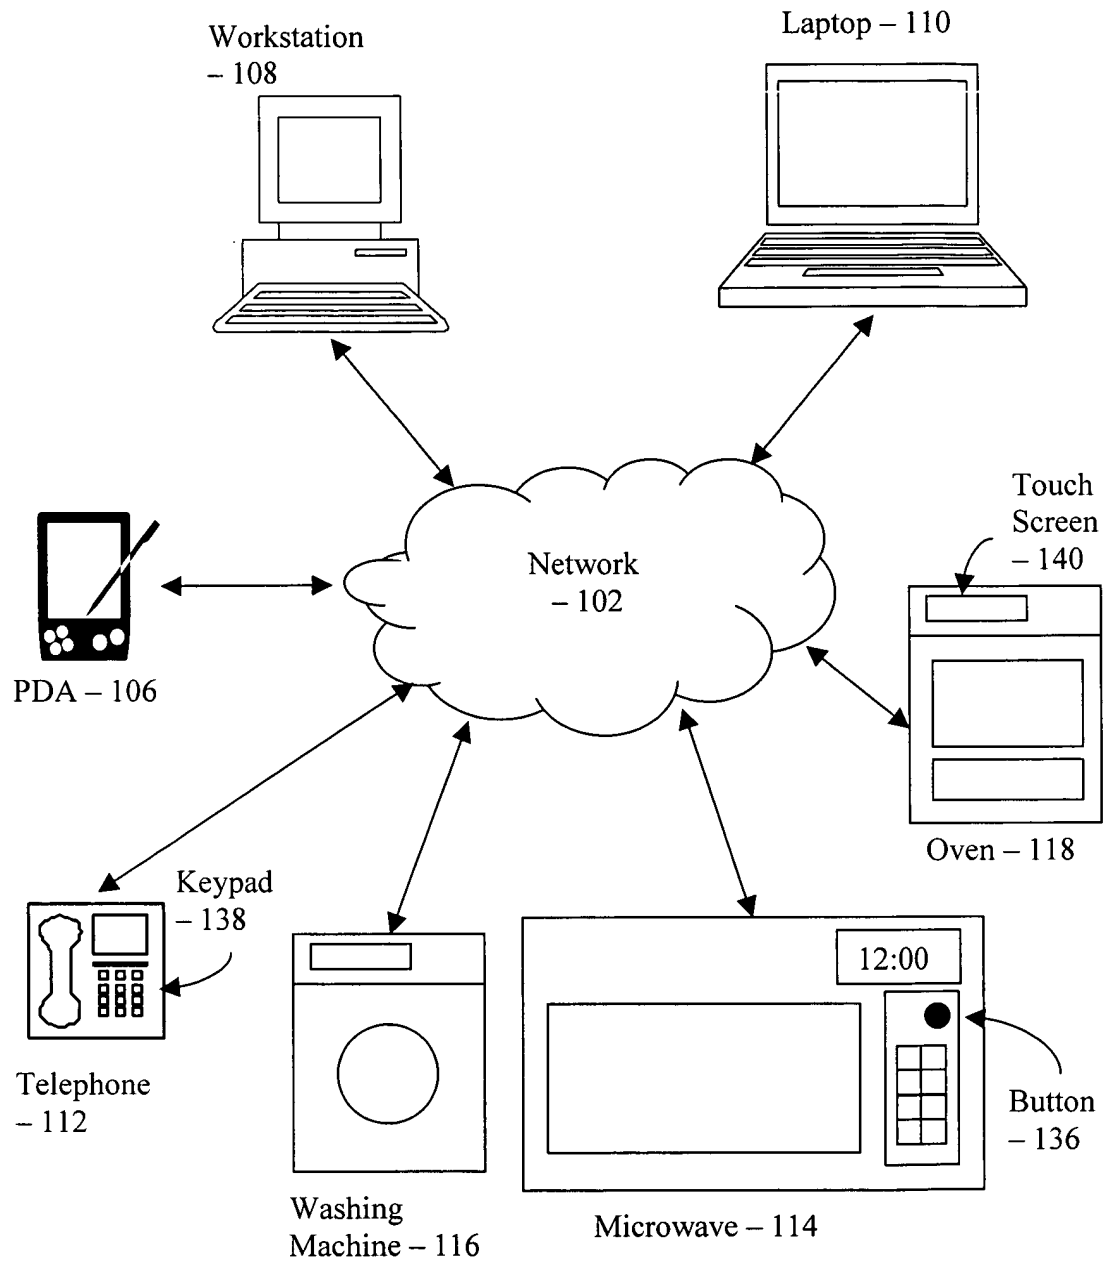 Workstation
– 108
Laptop – 110
Touch
Screen
– 140
Network
– 102
PDA – 106
Oven – 118
Keypad
– 138
12:00
Telephone
– 112
Button
– 136
Washing
Machine – 116
Microwave – 114